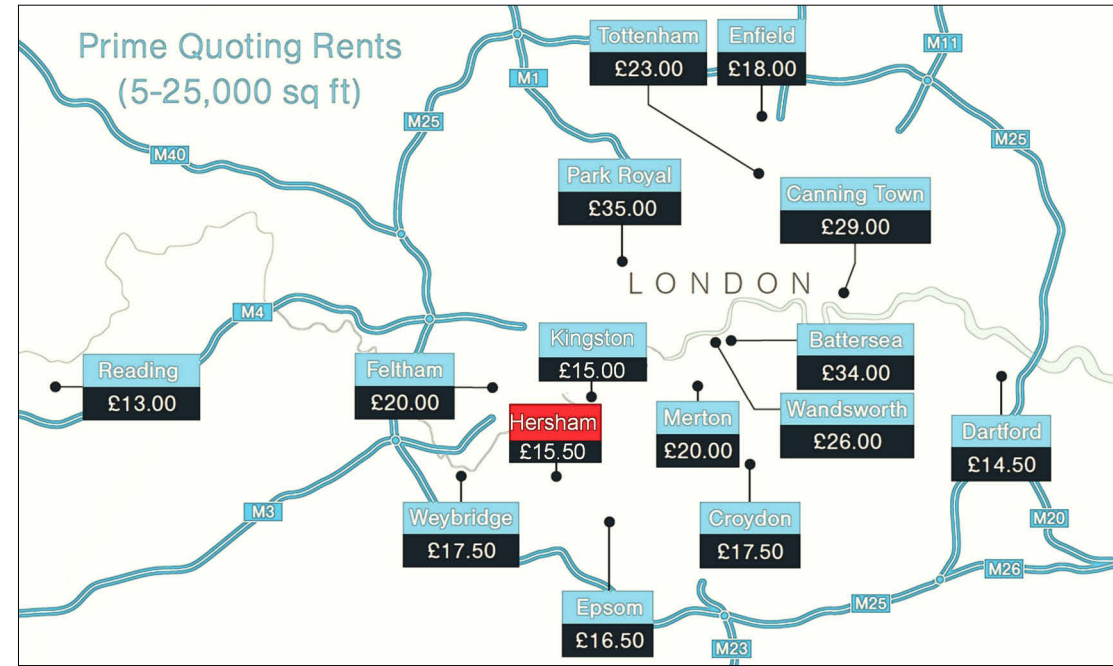 Prime Quoting Rents
(5-25,000 sq ft)
Tottenham
£23.00
Enfield
£18.00
M11
M1
M25
M25
M40
Park Royal
£35.00
Canning Town
£29.00
LONDON
M4
Kingston
£15.00
Battersea
£34.00
Reading
£13.00
Feltham
£20.00
Hersham
£15.50
Merton
£20.00
Wandsworth
£26.00
Dartford
£14.50
M3
Weybridge
£17.50
Croydon
£17.50
M20
M26
Epsom
£16.50
M25
M23